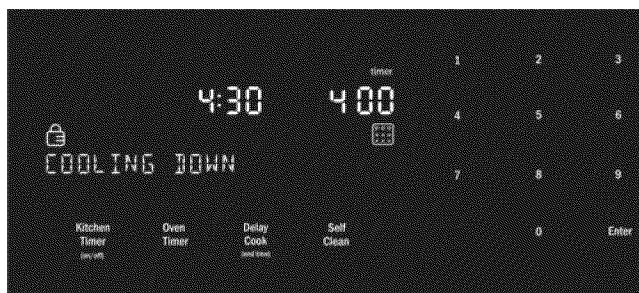 timer
4:30 400
COOLING DOWN
1 2 3
4 5 6
7 8 9
0 Enter
Kitchen Timer (on/off)
Oven Timer
Delay Cook (end time)
Self Clean